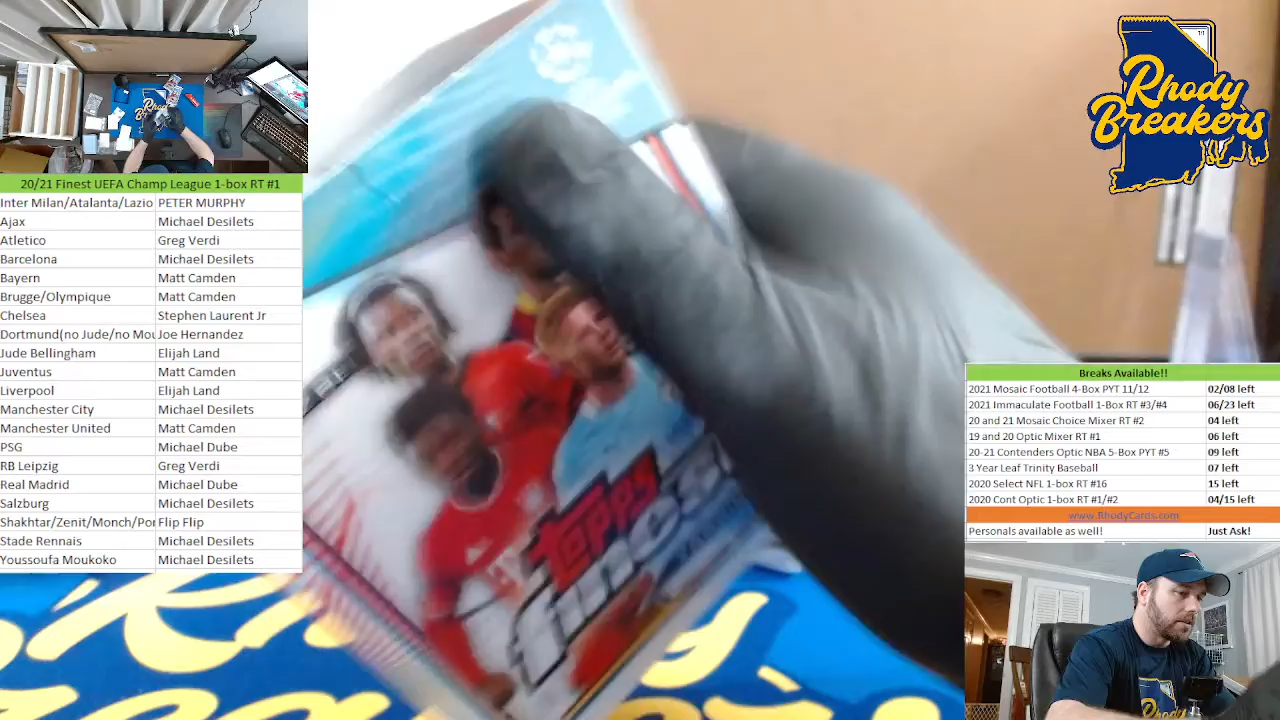 20/21 Finest UEFA Champ League 1-box RT #1
Inter Milan/Atalanta/Lazio PETER MURPHY
Ajax Michael Desilets
Atletico Greg Verdi
Barcelona Michael Desilets
Bayern Matt Camden
Brugge/Olympique Matt Camden
Chelsea Stephen Laurent Jr
Dortmund(no Jude/no Mou Joe Hernandez
Jude Bellingham Elijah Land
Juventus Matt Camden
Liverpool Elijah Land
Manchester City Michael Desilets
Manchester United Matt Camden
PSG Michael Dube
RB Leipzig Greg Verdi
Real Madrid Michael Dube
Salzburg Michael Desilets
Shakhtar/Zenit/Monch/Por Flip Flip
Stade Rennais Michael Desilets
Youssoufa Moukoko Michael Desilets
Topps
finest
Rhody
Breakers
Breaks Available!!
2021 Mosaic Football 4-Box PYT 11/12 02/08 left
2021 Immaculate Football 1-Box RT #3/#4 06/23 left
20 and 21 Mosaic Choice Mixer RT #2 04 left
19 and 20 Optic Mixer RT #1 06 left
20-21 Contenders Optic NBA 5-Box PYT #5 09 left
3 Year Leaf Trinity Baseball 07 left
2020 Select NFL 1-box RT #16 15 left
2020 Cont Optic 1-box RT #1/#2 04/15 left
www.RhodyCards.com
Personals available as well! Just Ask!